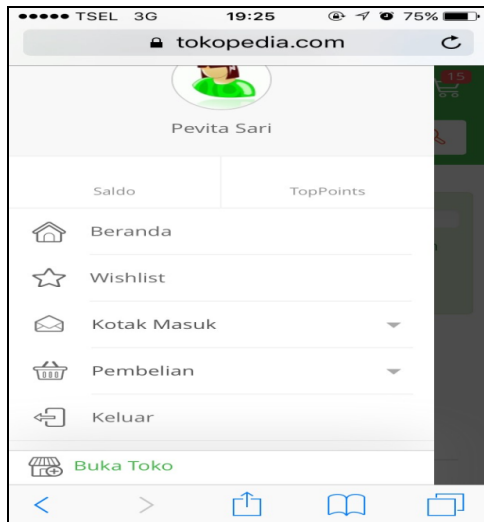 TSEL 3G 19:25 75%
tokopedia.com
15
Pevita Sari
Saldo TopPoints
Beranda
Wishlist
Kotak Masuk
Pembelian
Keluar
Buka Toko